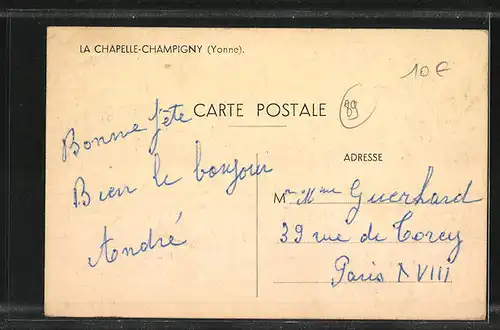 LA CHAPELLE-CHAMPIGNY (Yonne).
10 €
89
CARTE POSTALE
Bonne fête
Bien le bonjour
André
ADRESSE
Mr Mme Guerhard
39 rue de Torcy
Paris XVIII